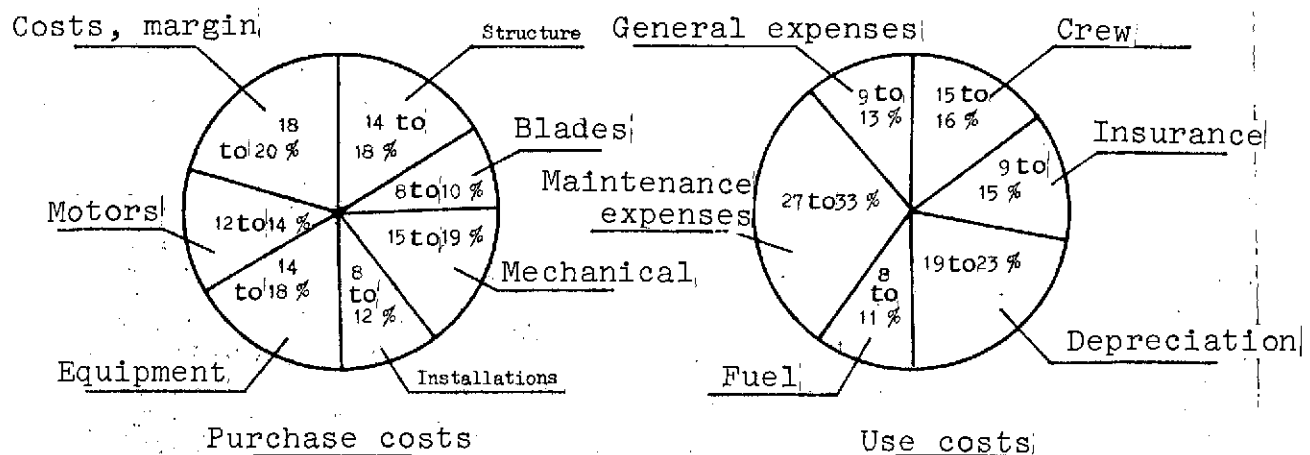 Costs, margin
Structure
18
to 20 %
14 to
18 %
Blades
8 to 10 %
Motors
12 to 14 %
15 to 19 %
Mechanical
14
to 18 %
8
to
12 %
Equipment
Installations
Purchase costs
General expenses
Crew
9 to
13 %
15 to
16 %
Insurance
9 to
15 %
Maintenance
expenses
27 to 33 %
19 to 23 %
8
to
11 %
Depreciation
Fuel
Use costs